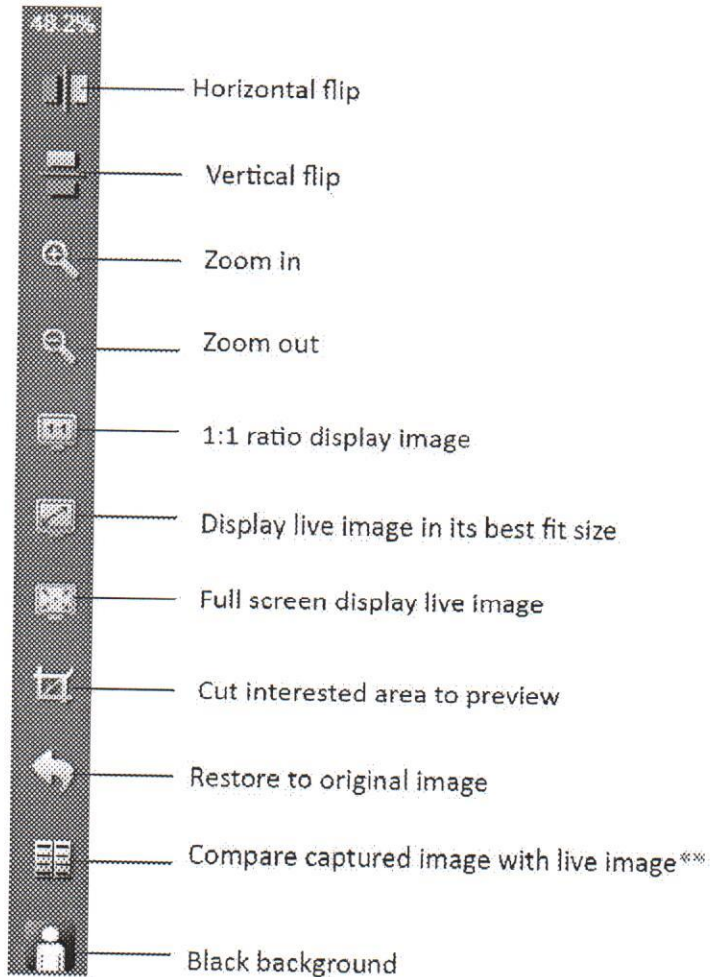 48.2%
Horizontal flip
Vertical flip
Zoom in
Zoom out
1:1
1:1 ratio display image
Display live image in its best fit size
Full screen display live image
Cut interested area to preview
Restore to original image
Compare captured image with live image**
Black background